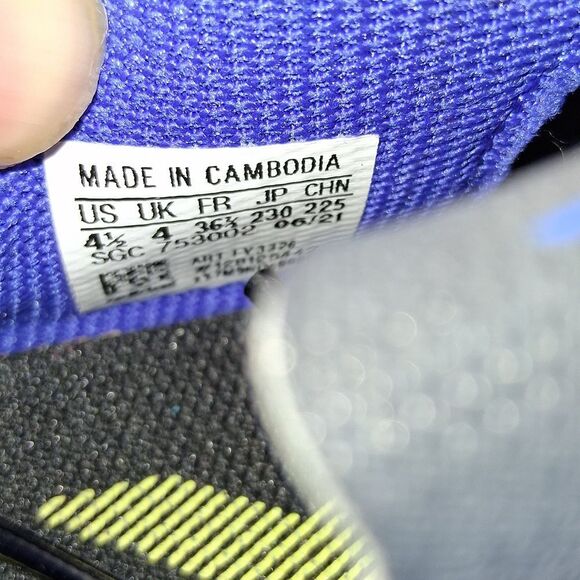 MADE IN CAMBODIA
US UK FR JP CHN
4½ 4 36⅔ 230 225
SGC 753002 06/21
ART